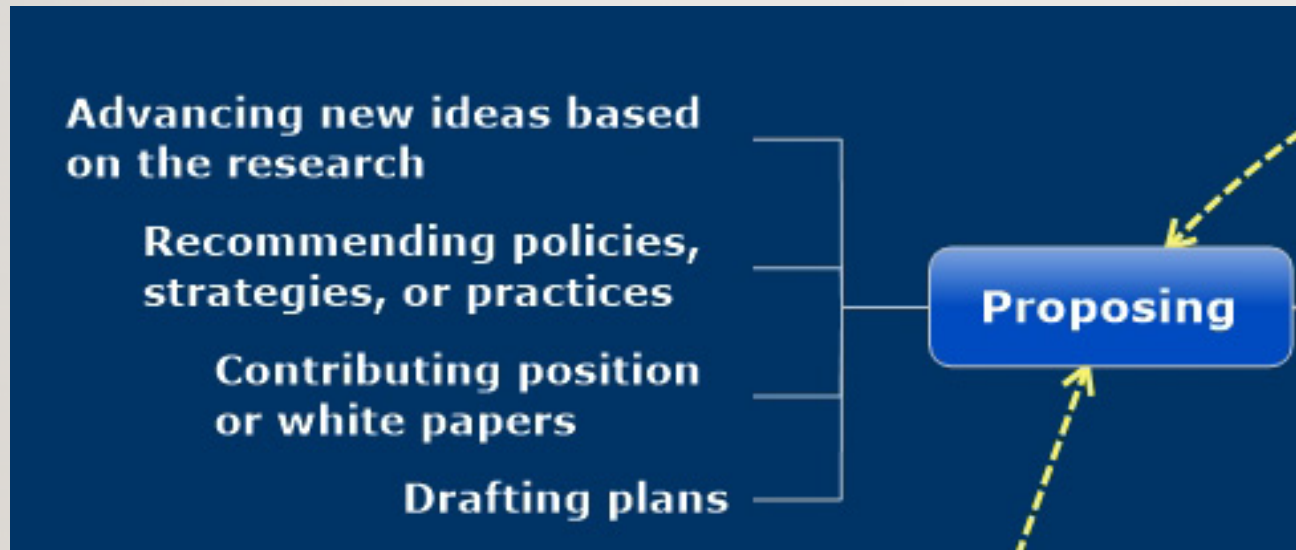 Advancing new ideas based
on the research
Recommending policies,
strategies, or practices
Contributing position
or white papers
Drafting plans
Proposing